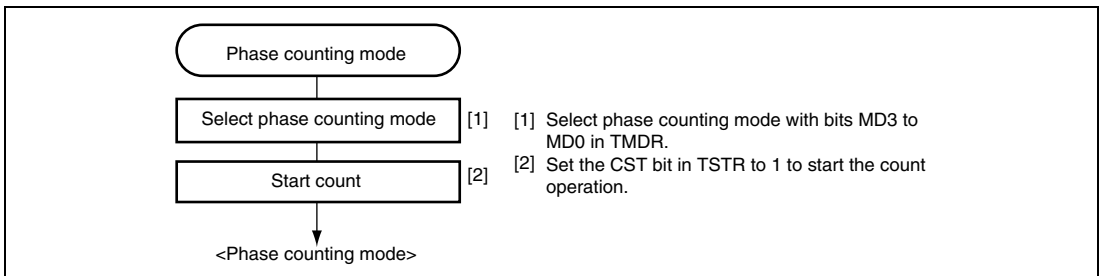 Phase counting mode
Select phase counting mode
[1]
[1] Select phase counting mode with bits MD3 to
MD0 in TMDR.
Start count
[2]
[2] Set the CST bit in TSTR to 1 to start the count
operation.
<Phase counting mode>